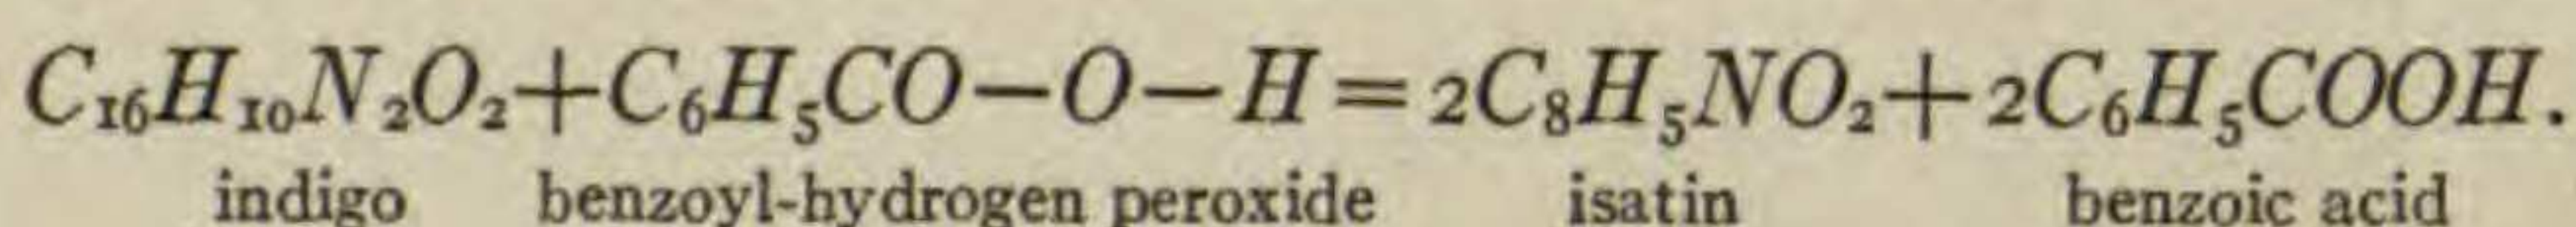 C₁₆H₁₀N₂O₂+C₆H₅CO—O—H=2C₈H₅NO₂+2C₆H₅COOH.
indigo benzoyl-hydrogen peroxide isatin benzoic acid